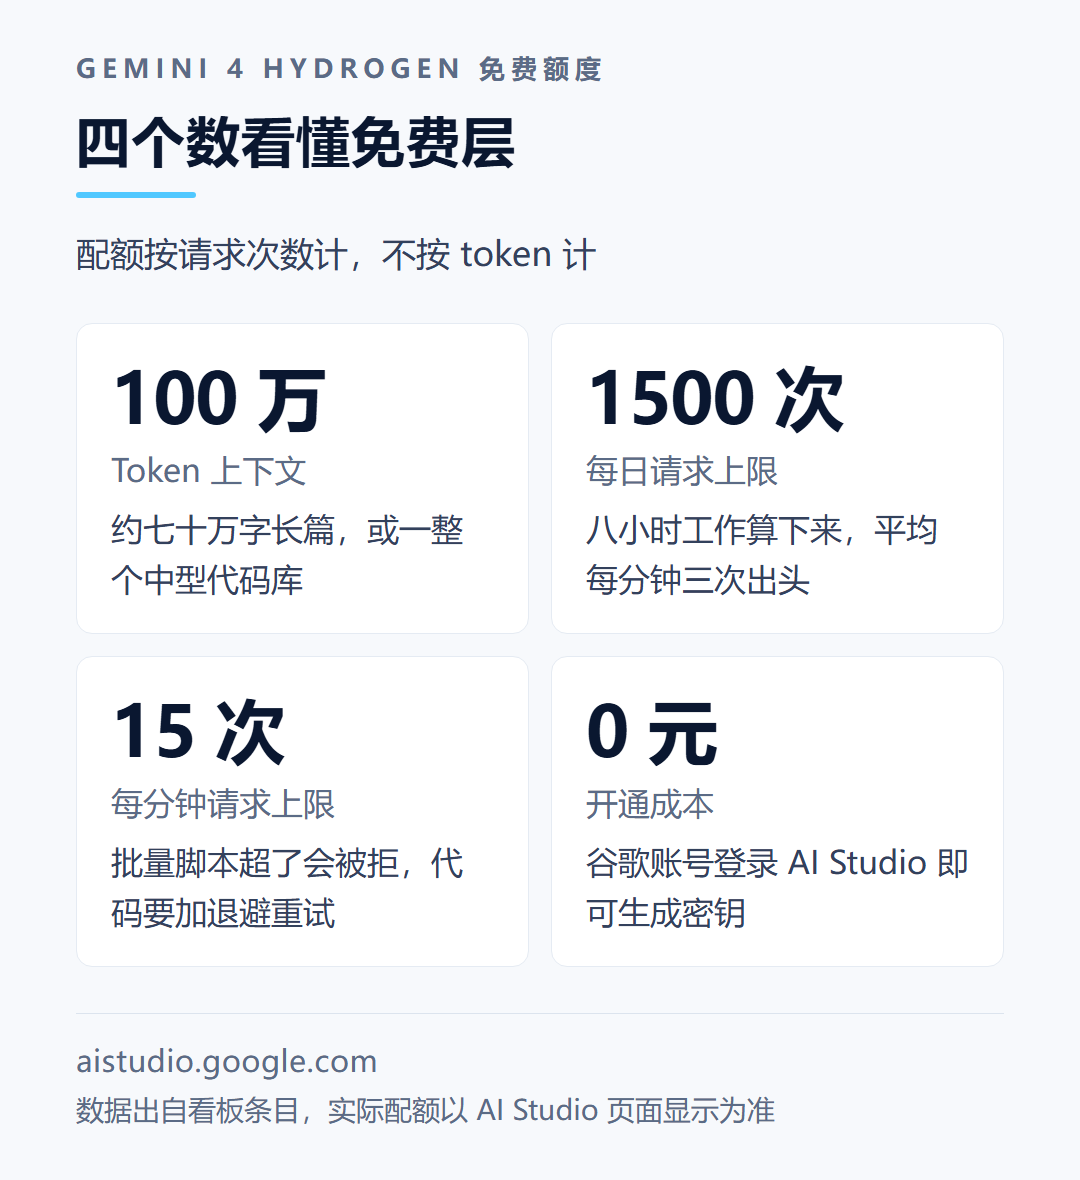 GEMINI 4 HYDROGEN 免费额度
四个数看懂免费层
配额按请求次数计，不按 token 计
100 万
Token 上下文
约七十万字长篇，或一整
个中型代码库
1500 次
每日请求上限
八小时工作算下来，平均
每分钟三次出头
15 次
每分钟请求上限
批量脚本超了会被拒，代
码要加退避重试
0 元
开通成本
谷歌账号登录 AI Studio 即
可生成密钥
aistudio.google.com
数据出自看板条目，实际配额以 AI Studio 页面显示为准